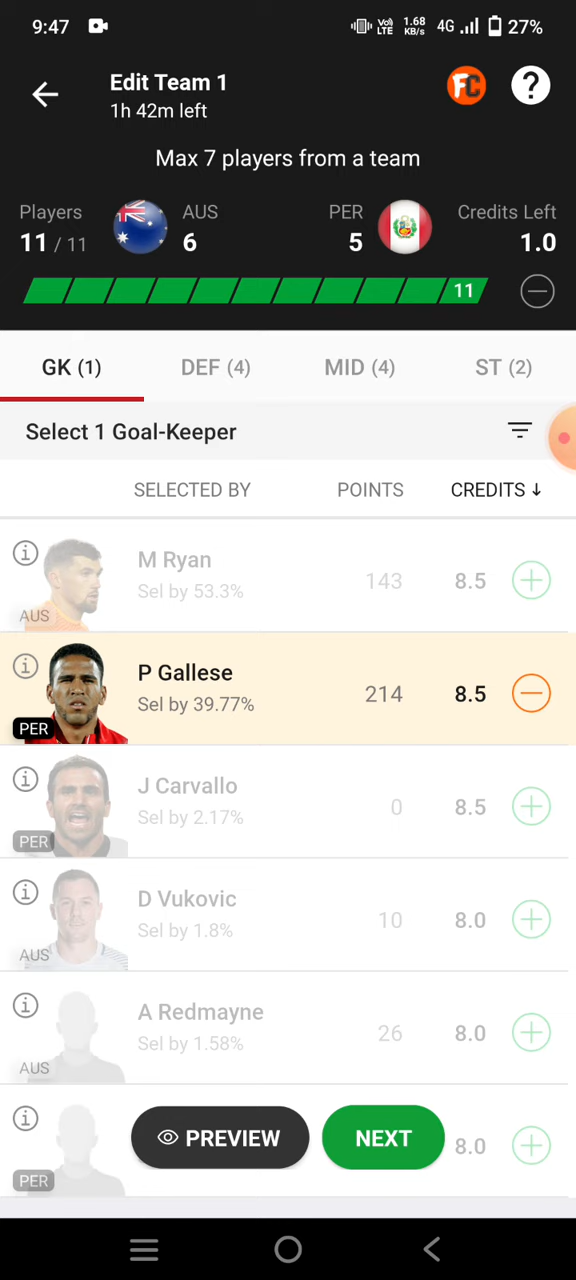 9:47 Vo) LTE 1.68 KB/s 4G 27%
Edit Team 1
1h 42m left
FC ?
Max 7 players from a team
Players AUS PER Credits Left
11 / 11 6 5 1.0
11
GK (1) DEF (4) MID (4) ST (2)
Select 1 Goal-Keeper
SELECTED BY POINTS CREDITS ↓
M Ryan
Sel by 53.3% 143 8.5
AUS
P Gallese
Sel by 39.77% 214 8.5
PER
J Carvallo
Sel by 2.17% 0 8.5
PER
D Vukovic
Sel by 1.8% 10 8.0
AUS
A Redmayne
Sel by 1.58% 26 8.0
AUS
PREVIEW NEXT 8.0
PER